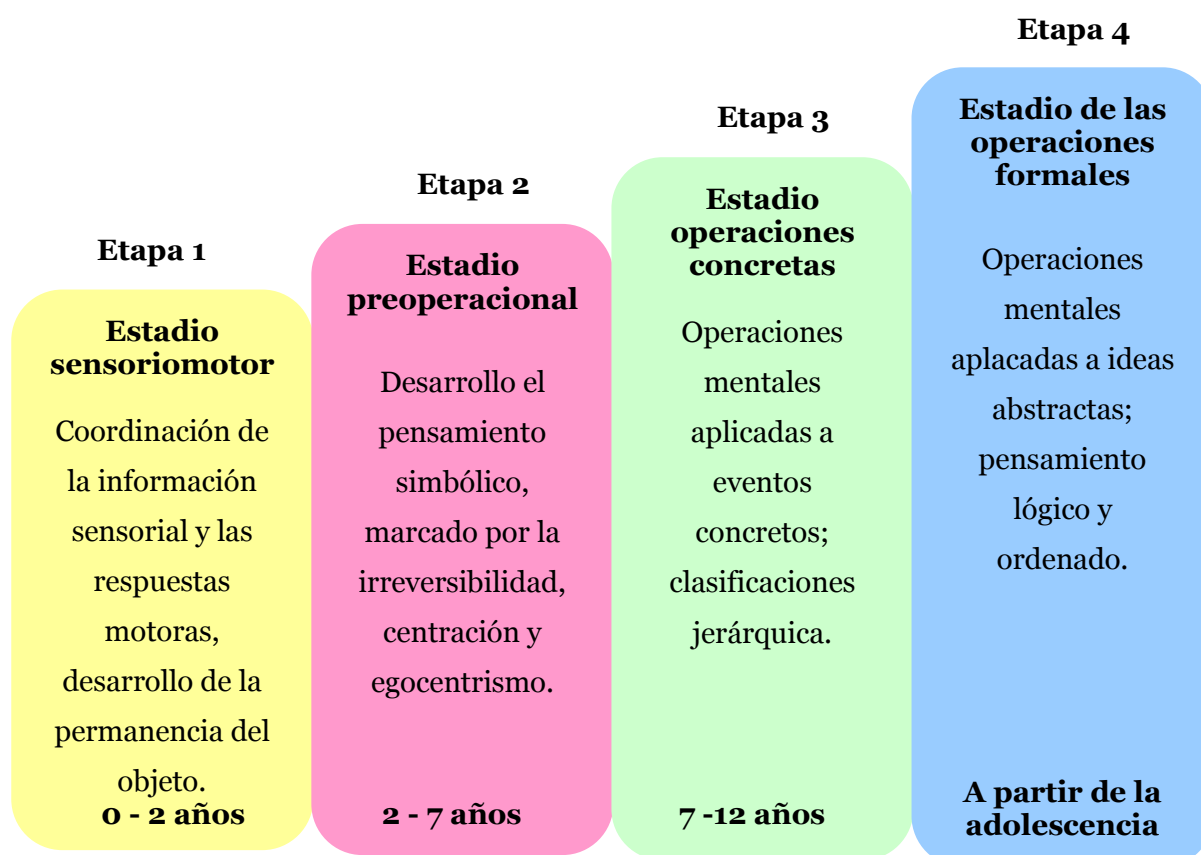 Etapa 1
Estadio
sensoriomotor
Coordinación de
la información
sensorial y las
respuestas
motoras,
desarrollo de la
permanencia del
objeto.
0 - 2 años
Etapa 2
Estadio
preoperacional
Desarrollo el
pensamiento
simbólico,
marcado por la
irreversibilidad,
centración y
egocentrismo.
2 - 7 años
Etapa 3
Estadio
operaciones
concretas
Operaciones
mentales
aplicadas a
eventos
concretos;
clasificaciones
jerárquica.
7 -12 años
Etapa 4
Estadio de las
operaciones
formales
Operaciones
mentales
aplacadas a ideas
abstractas;
pensamiento
lógico y
ordenado.
A partir de la
adolescencia